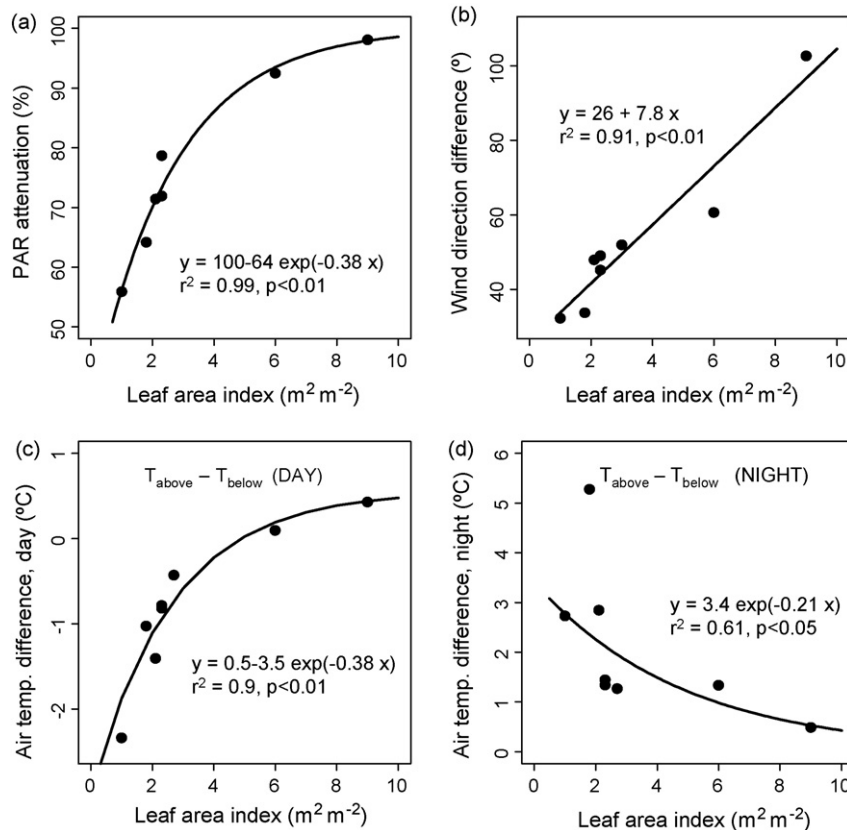 (a)
100
90
80
70
60
50
PAR attenuation (%)
y = 100-64 exp(-0.38 x)
r² = 0.99, p<0.01
0 2 4 6 8 10
Leaf area index (m² m⁻²)
(b)
100
80
60
40
Wind direction difference (º)
y = 26 + 7.8 x
r² = 0.91, p<0.01
0 2 4 6 8 10
Leaf area index (m² m⁻²)
(c)
1
0
-1
-2
Air temp. difference, day (ºC)
T_above – T_below (DAY)
y = 0.5-3.5 exp(-0.38 x)
r² = 0.9, p<0.01
0 2 4 6 8 10
Leaf area index (m² m⁻²)
(d)
6
5
4
3
2
1
0
Air temp. difference, night (ºC)
T_above – T_below (NIGHT)
y = 3.4 exp(-0.21 x)
r² = 0.61, p<0.05
0 2 4 6 8 10
Leaf area index (m² m⁻²)